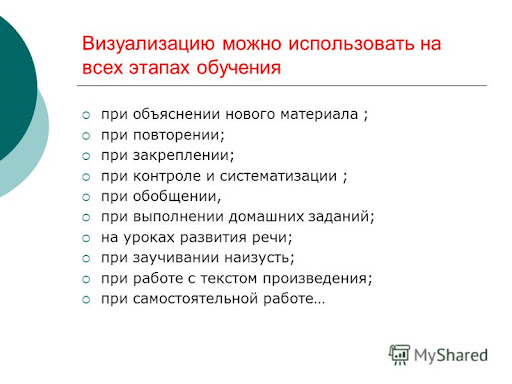 Визуализацию можно использовать на
всех этапах обучения
при объяснении нового материала ;
при повторении;
при закреплении;
при контроле и систематизации ;
при обобщении,
при выполнении домашних заданий;
на уроках развития речи;
при заучивании наизусть;
при работе с текстом произведения;
при самостоятельной работе…
MyShared